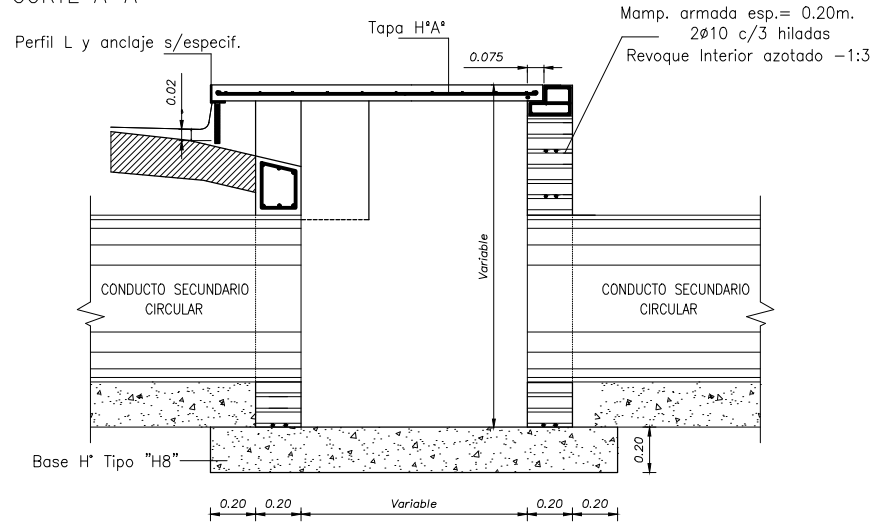 Mamp. armada esp.= 0.20m.
2ø10 c/3 hiladas
Revoque Interior azotado -1:3
Tapa H°A°
Perfil L y anclaje s/especif.
0.075
0.02
Variable
CONDUCTO SECUNDARIO
CIRCULAR
CONDUCTO SECUNDARIO
CIRCULAR
Base H° Tipo "H8"
0.20
0.20
0.20
Variable
0.20
0.20